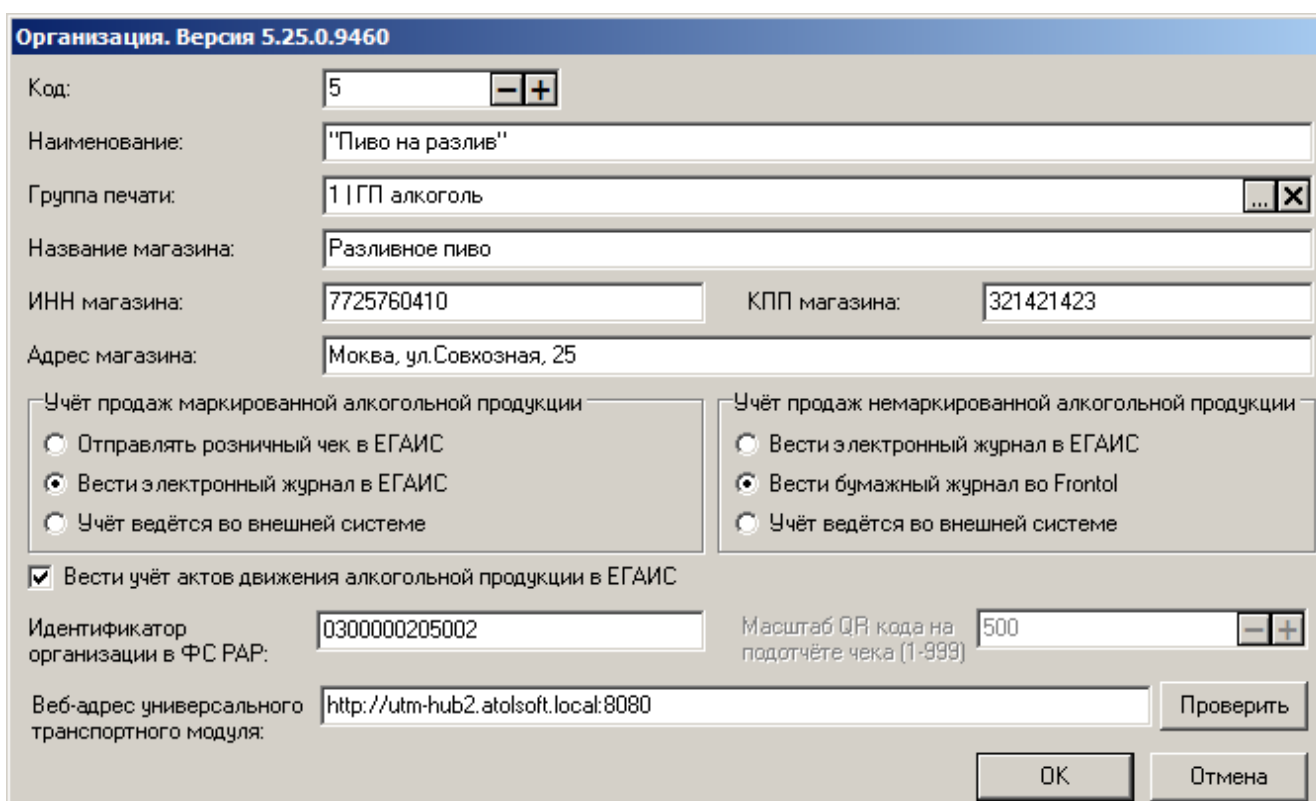 Организация. Версия 5.25.0.9460
Код: 5
Наименование: "Пиво на разлив"
Группа печати: 1 | ГП алкоголь ...
Название магазина: Разливное пиво
ИНН магазина: 7725760410 КПП магазина: 321421423
Адрес магазина: Моква, ул.Совхозная, 25
Учёт продаж маркированной алкогольной продукции
Отправлять розничный чек в ЕГАИС
Вести электронный журнал в ЕГАИС
Учёт ведётся во внешней системе
Учёт продаж немаркированной алкогольной продукции
Вести электронный журнал в ЕГАИС
Вести бумажный журнал во Frontol
Учёт ведётся во внешней системе
Вести учёт актов движения алкогольной продукции в ЕГАИС
Идентификатор
организации в ФС РАР: 0300000205002
Масштаб QR кода на
подотчёте чека (1-999) 500
Веб-адрес универсального
транспортного модуля: http://utm-hub2.atolsoft.local:8080 Проверить
OK Отмена